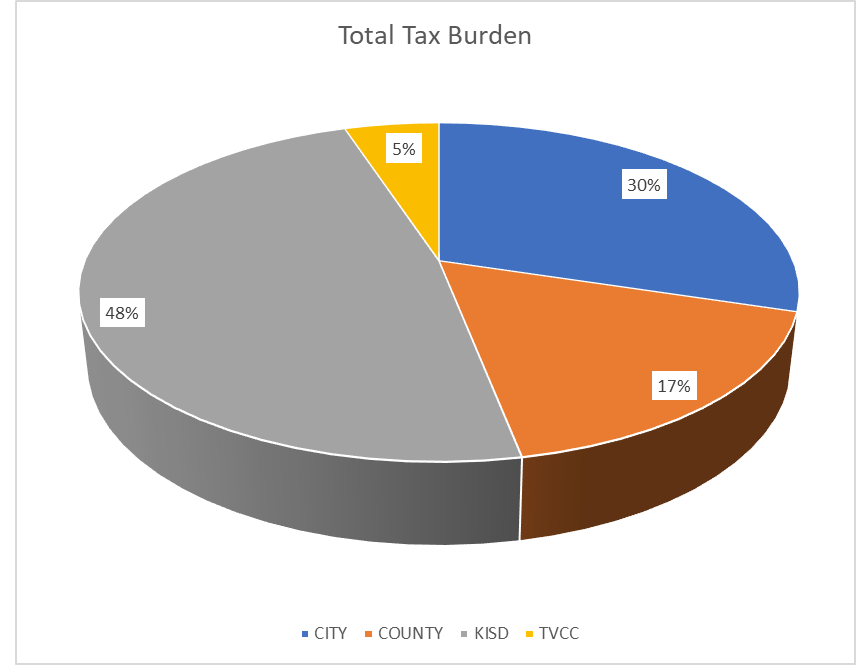 Total Tax Burden
5%
30%
48%
17%
CITY COUNTY KISD TVCC